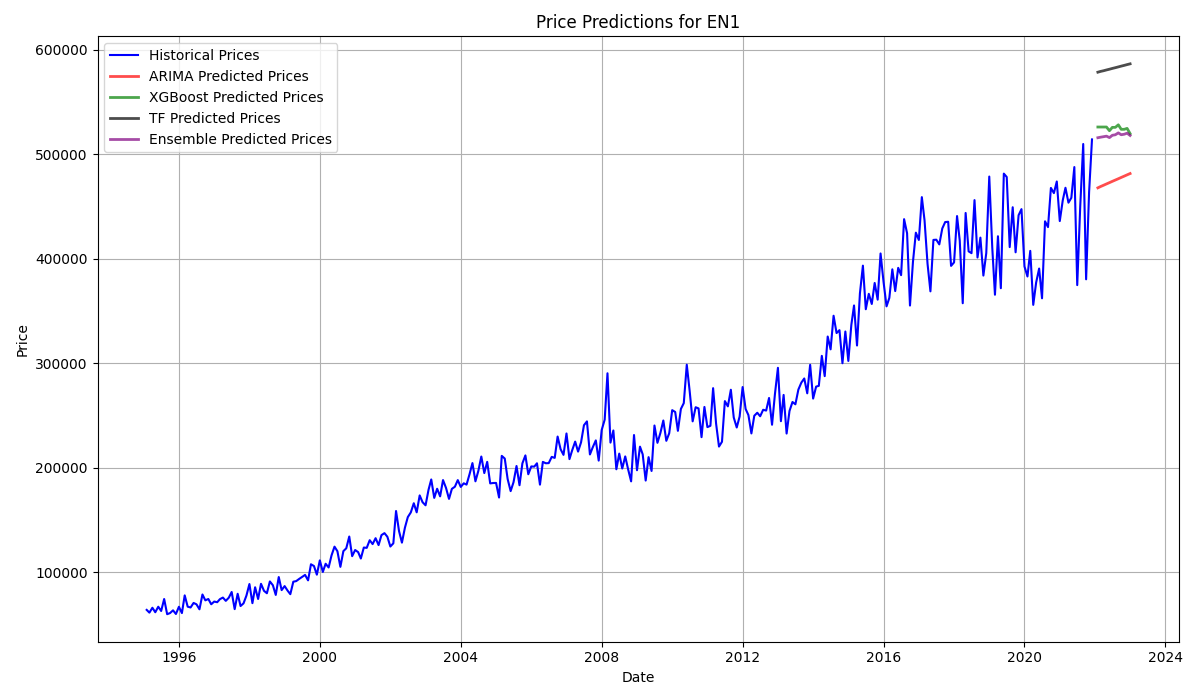 Price Predictions for EN1
Historical Prices
ARIMA Predicted Prices
XGBoost Predicted Prices
TF Predicted Prices
Ensemble Predicted Prices
600000
500000
400000
300000
200000
100000
Price
1996 2000 2004 2008 2012 2016 2020 2024
Date